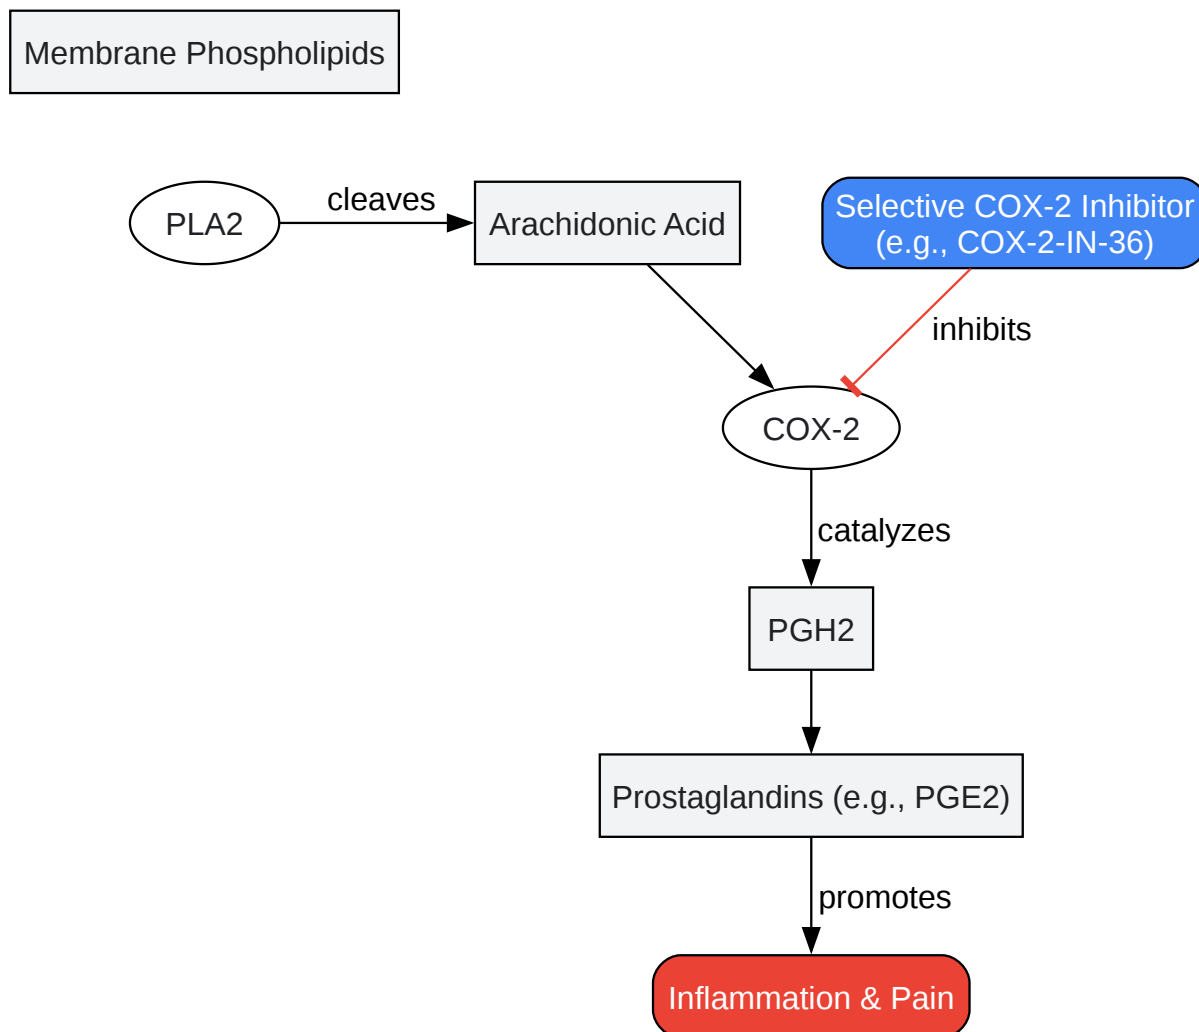 Membrane Phospholipids
PLA2
cleaves
Arachidonic Acid
Selective COX-2 Inhibitor
(e.g., COX-2-IN-36)
inhibits
COX-2
catalyzes
PGH2
Prostaglandins (e.g., PGE2)
promotes
Inflammation & Pain